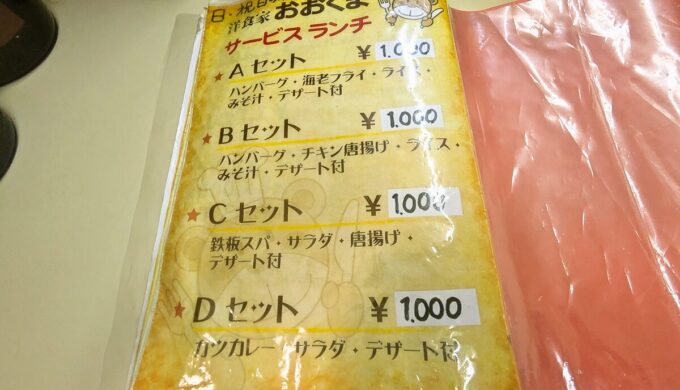 日・祝日
洋食家 おおくま
サービスランチ
★Aセット ￥1,000
ハンバーグ・海老フライ・ライス・
みそ汁・デザート付
★Bセット ￥1,000
ハンバーグ・チキン唐揚げ・ライス・
みそ汁・デザート付
★Cセット ￥1,000
鉄板スパ・サラダ・唐揚げ・
デザート付
★Dセット ￥1,000
カツカレー・サラダ・デザート付